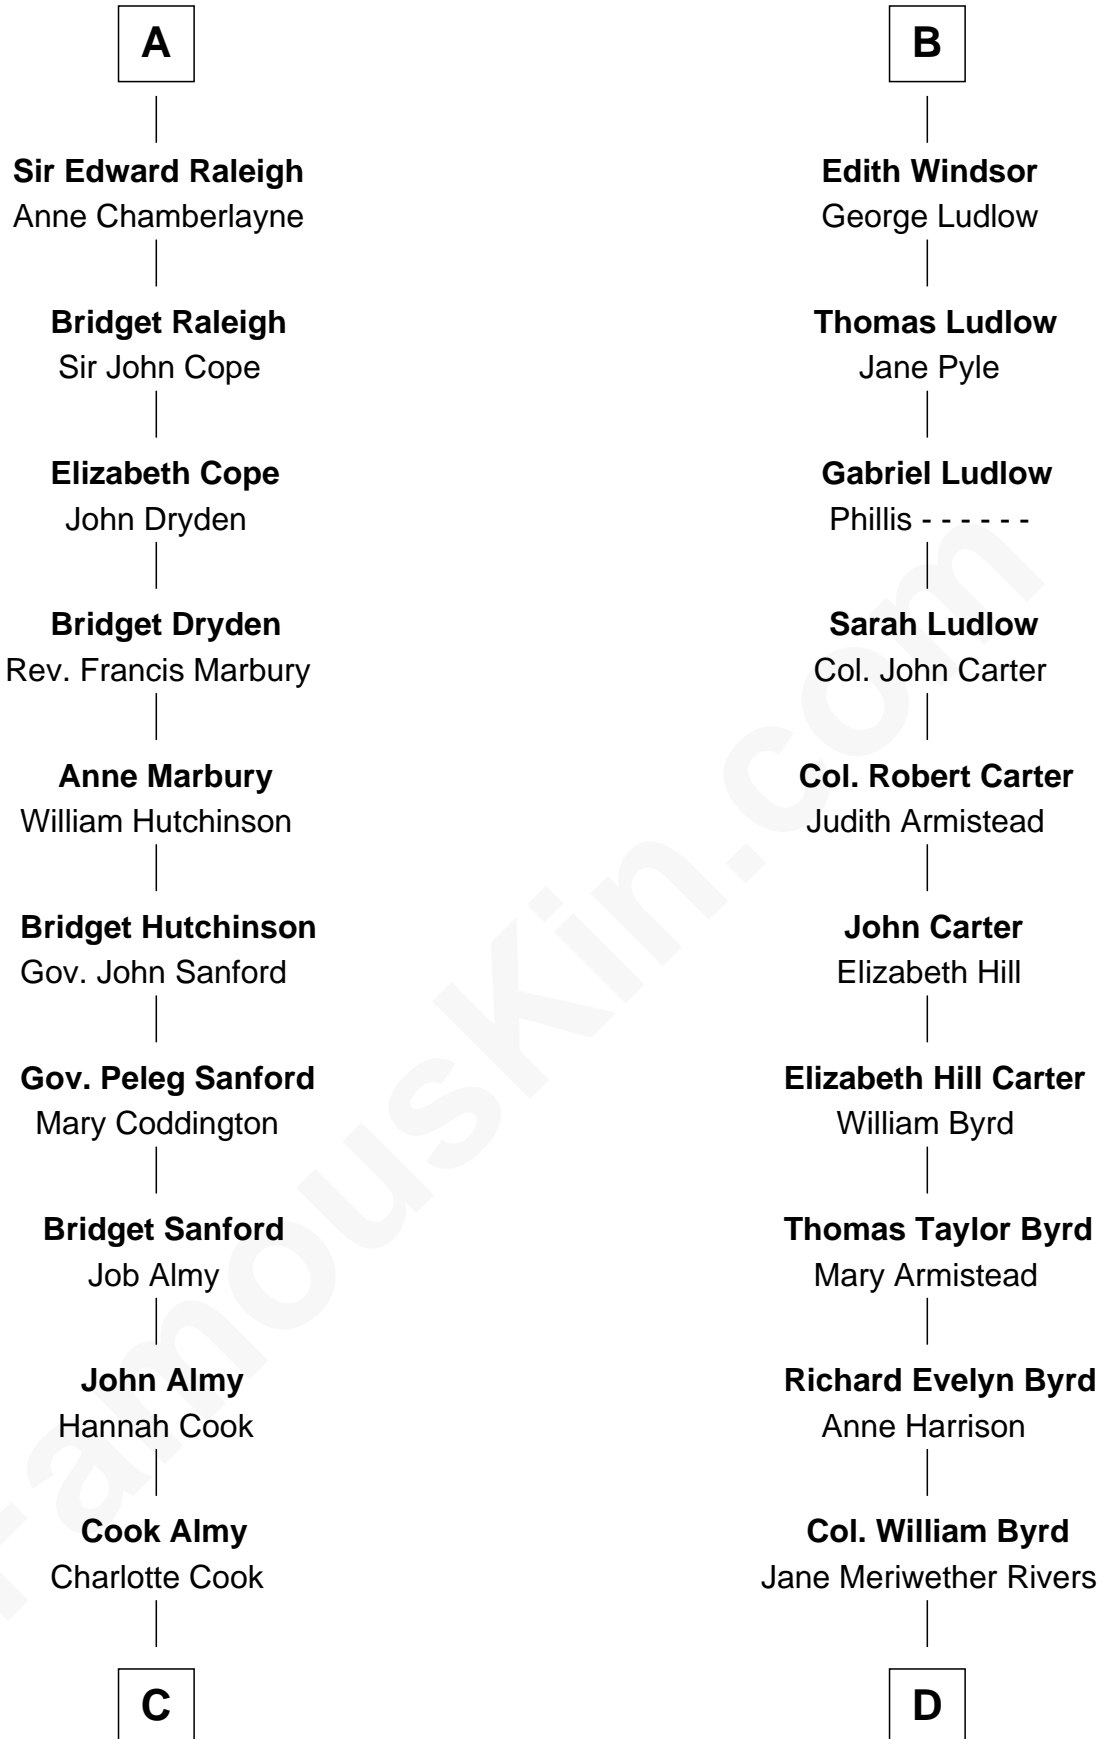 A
Sir Edward Raleigh
Anne Chamberlayne
Bridget Raleigh
Sir John Cope
Elizabeth Cope
John Dryden
Bridget Dryden
Rev. Francis Marbury
Anne Marbury
William Hutchinson
Bridget Hutchinson
Gov. John Sanford
Gov. Peleg Sanford
Mary Coddington
Bridget Sanford
Job Almy
John Almy
Hannah Cook
Cook Almy
Charlotte Cook
C
B
Edith Windsor
George Ludlow
Thomas Ludlow
Jane Pyle
Gabriel Ludlow
Phillis - - - - - -
Sarah Ludlow
Col. John Carter
Col. Robert Carter
Judith Armistead
John Carter
Elizabeth Hill
Elizabeth Hill Carter
William Byrd
Thomas Taylor Byrd
Mary Armistead
Richard Evelyn Byrd
Anne Harrison
Col. William Byrd
Jane Meriwether Rivers
D
FamousKin.com